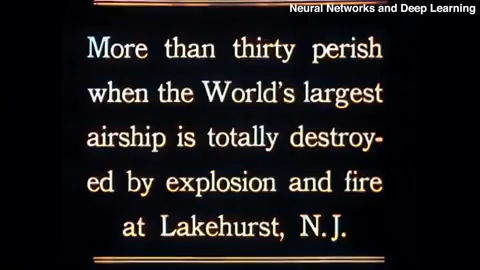 Neural Networks and Deep Learning
More than thirty perish
when the World's largest
airship is totally destroy-
ed by explosion and fire
at Lakehurst, N.J.